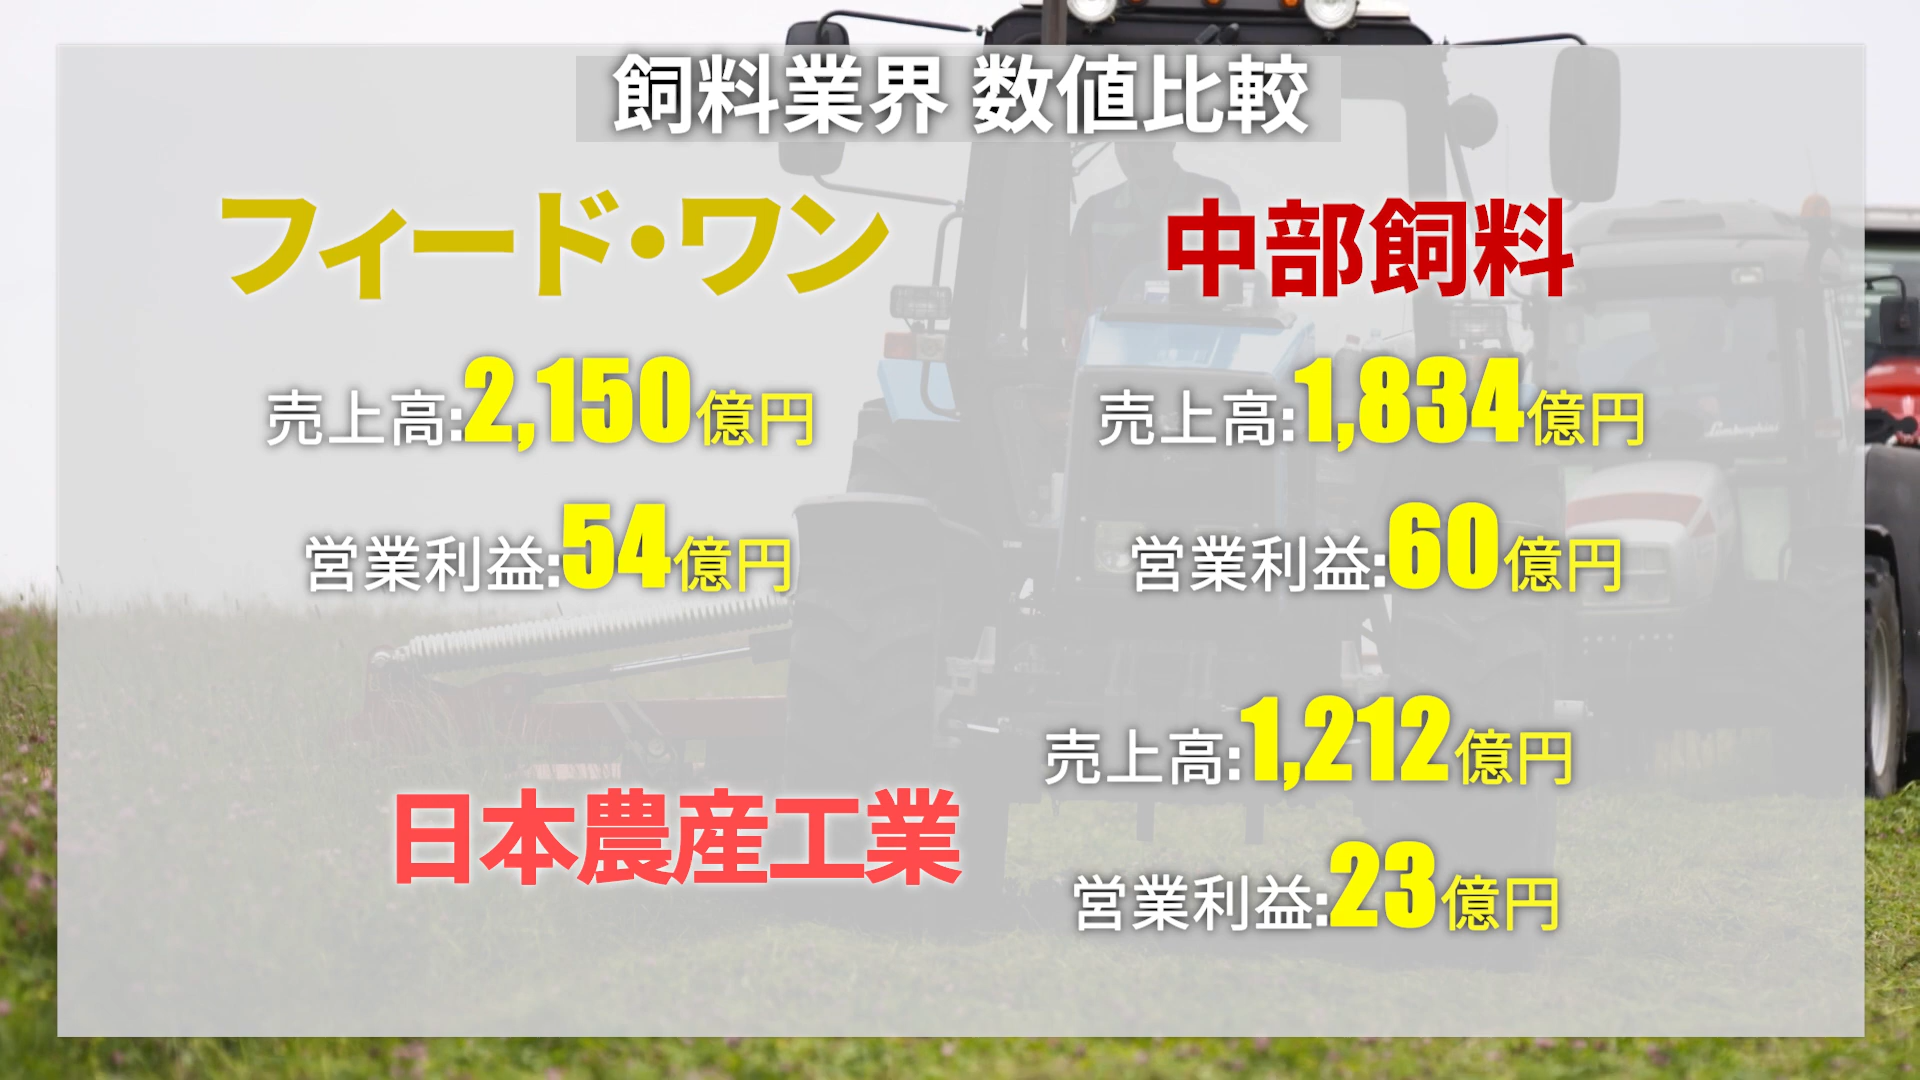 飼料業界 数値比較
フィード・ワン
売上高:2,150億円
営業利益:54億円
中部飼料
売上高:1,834億円
営業利益:60億円
日本農産工業
売上高:1,212億円
営業利益:23億円
Lamborghini